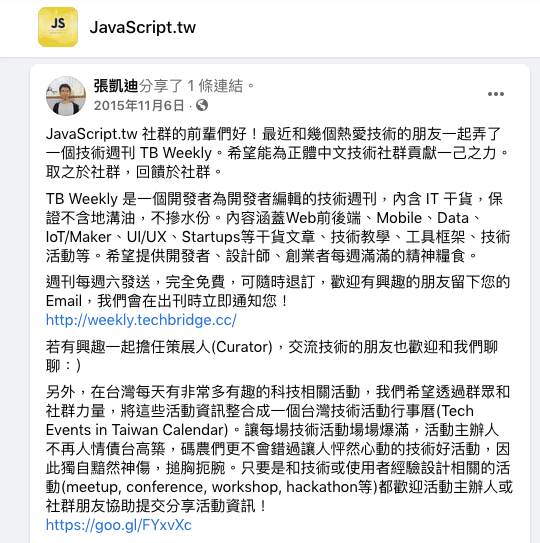 JS
JavaScript.tw
張凱迪分享了 1 條連結。
2015年11月6日 ·
JavaScript.tw 社群的前輩們好！最近和幾個熱愛技術的朋友一起弄了
一個技術週刊 TB Weekly。希望能為正體中文技術社群貢獻一己之力。
取之於社群，回饋於社群。
TB Weekly 是一個開發者為開發者編輯的技術週刊，內含 IT 干貨，保
證不含地溝油，不摻水份。內容涵蓋Web前後端、Mobile、Data、
IoT/Maker、UI/UX、Startups等干貨文章、技術教學、工具框架、技術
活動等。希望提供開發者、設計師、創業者每週滿滿的精神糧食。
週刊每週六發送，完全免費，可隨時退訂，歡迎有興趣的朋友留下您的
Email，我們會在出刊時立即通知您！
http://weekly.techbridge.cc/
若有興趣一起擔任策展人(Curator)，交流技術的朋友也歡迎和我們聊
聊：)
另外，在台灣每天有非常多有趣的科技相關活動，我們希望透過群眾和
社群力量，將這些活動資訊整合成一個台灣技術活動行事曆(Tech
Events in Taiwan Calendar)。讓每場技術活動場場爆滿，活動主辦人
不再人情債台高築，碼農們更不會錯過讓人怦然心動的技術好活動，因
此獨自黯然神傷，搥胸扼腕。只要是和技術或使用者經驗設計相關的活
動(meetup, conference, workshop, hackathon等)都歡迎活動主辦人或
社群朋友協助提交分享活動資訊！
https://goo.gl/FYxvXc